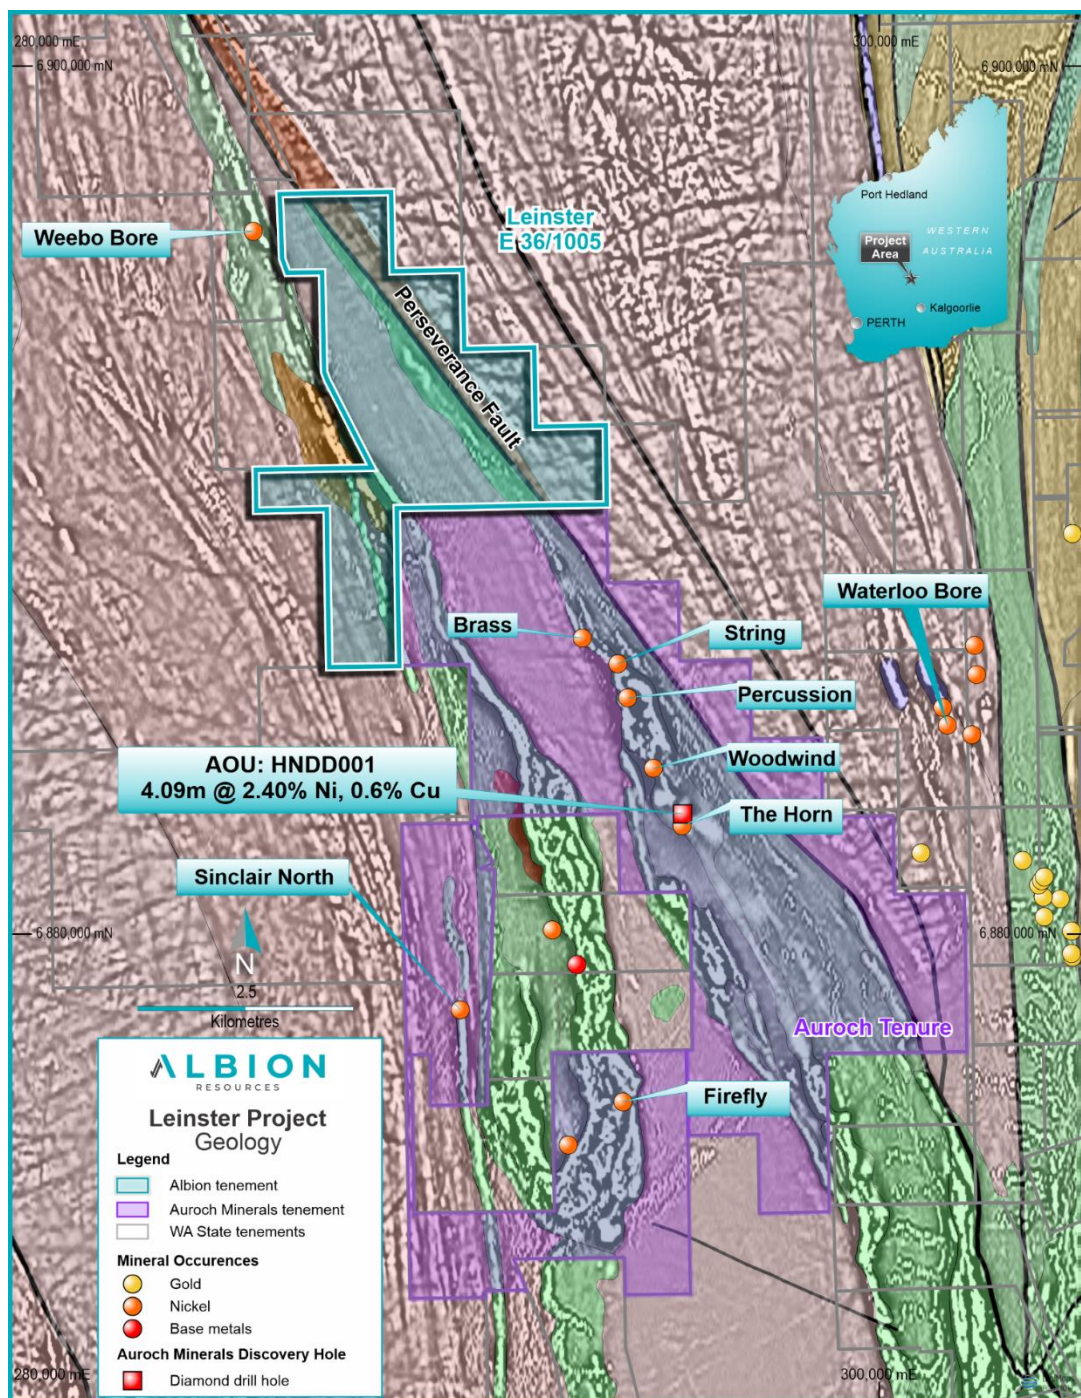 280,000 mE
300,000 mE
6,900,000 mN
6,900,000 mN
Port Hedland
WESTERN
AUSTRALIA
Project
Area
Kalgoorlie
PERTH
Leinster
E 36/1005
Weebo Bore
Perseverance Fault
Waterloo Bore
Brass
String
Percussion
Woodwind
AOU: HNDD001
4.09m @ 2.40% Ni, 0.6% Cu
The Horn
Sinclair North
6,880,000 mN
6,880,000 mN
N
2.5
Kilometres
Auroch Tenure
Firefly
ALBION
RESOURCES
Leinster Project
Geology
Legend
Albion tenement
Auroch Minerals tenement
WA State tenements
Mineral Occurences
Gold
Nickel
Base metals
Auroch Minerals Discovery Hole
Diamond drill hole
280,000 mE
300,000 mE